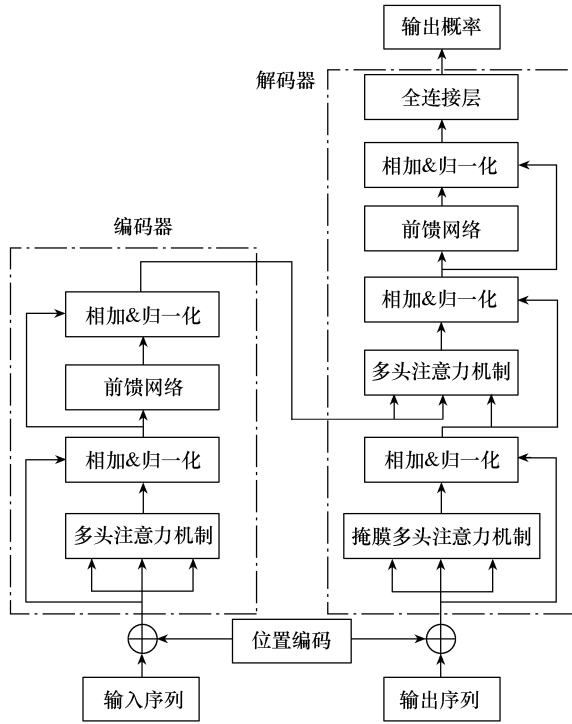 输出概率
解码器
全连接层
相加&归一化
前馈网络
编码器
相加&归一化
相加&归一化
多头注意力机制
前馈网络
相加&归一化
相加&归一化
多头注意力机制
掩膜多头注意力机制
位置编码
输入序列
输出序列